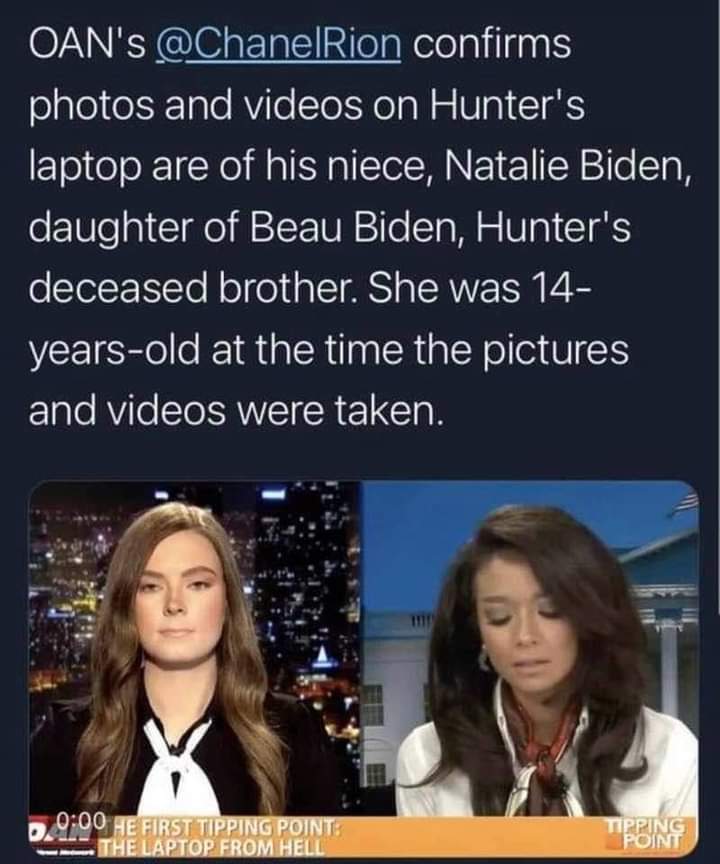 OAN's @ChanelRion confirms
photos and videos on Hunter's
laptop are of his niece, Natalie Biden,
daughter of Beau Biden, Hunter's
deceased brother. She was 14-
years-old at the time the pictures
and videos were taken.
0:00
OAN
HE FIRST TIPPING POINT:
THE LAPTOP FROM HELL
TIPPING
POINT